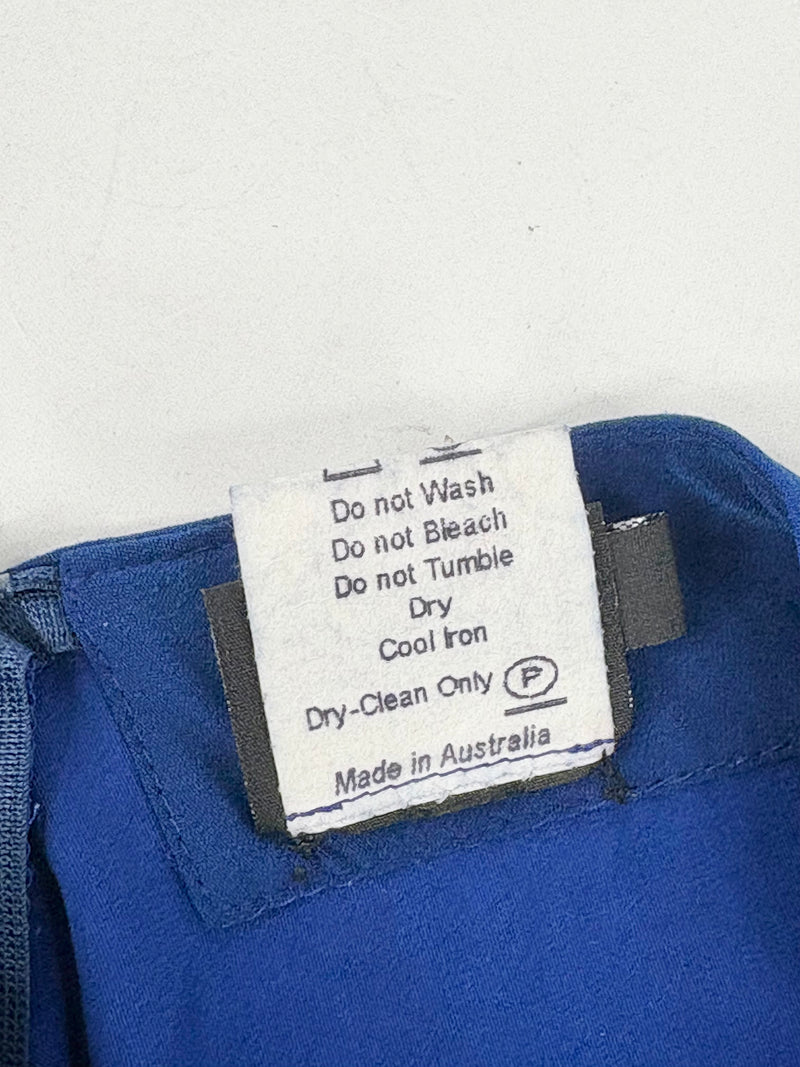 Do not Wash
Do not Bleach
Do not Tumble
Dry
Cool Iron
Dry-Clean Only P
Made in Australia